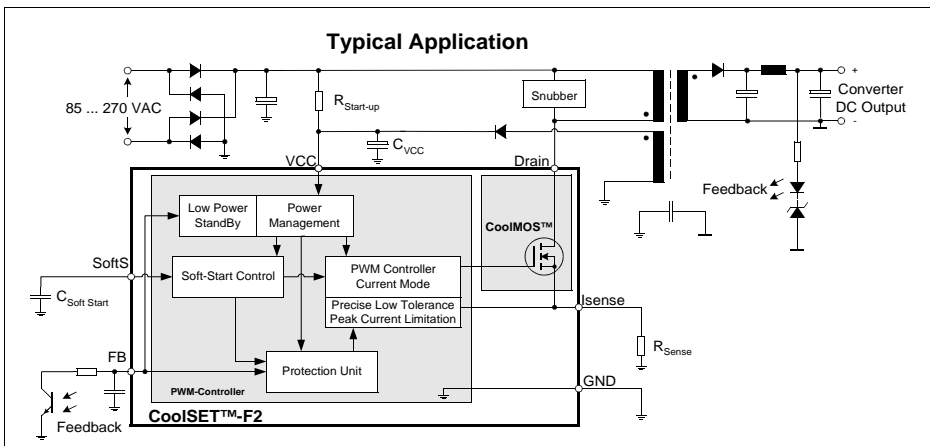 Typical Application
85 ... 270 VAC
Snubber
+
Converter
DC Output
-
RStart-up
CVCC
VCC
Drain
Feedback
Low Power
StandBy
Power
Management
CoolMOS™
SoftS
Soft-Start Control
PWM Controller
Current Mode
CSoft Start
Precise Low Tolerance
Peak Current Limitation
Isense
RSense
FB
Protection Unit
GND
PWM-Controller
Feedback
CoolSET™-F2